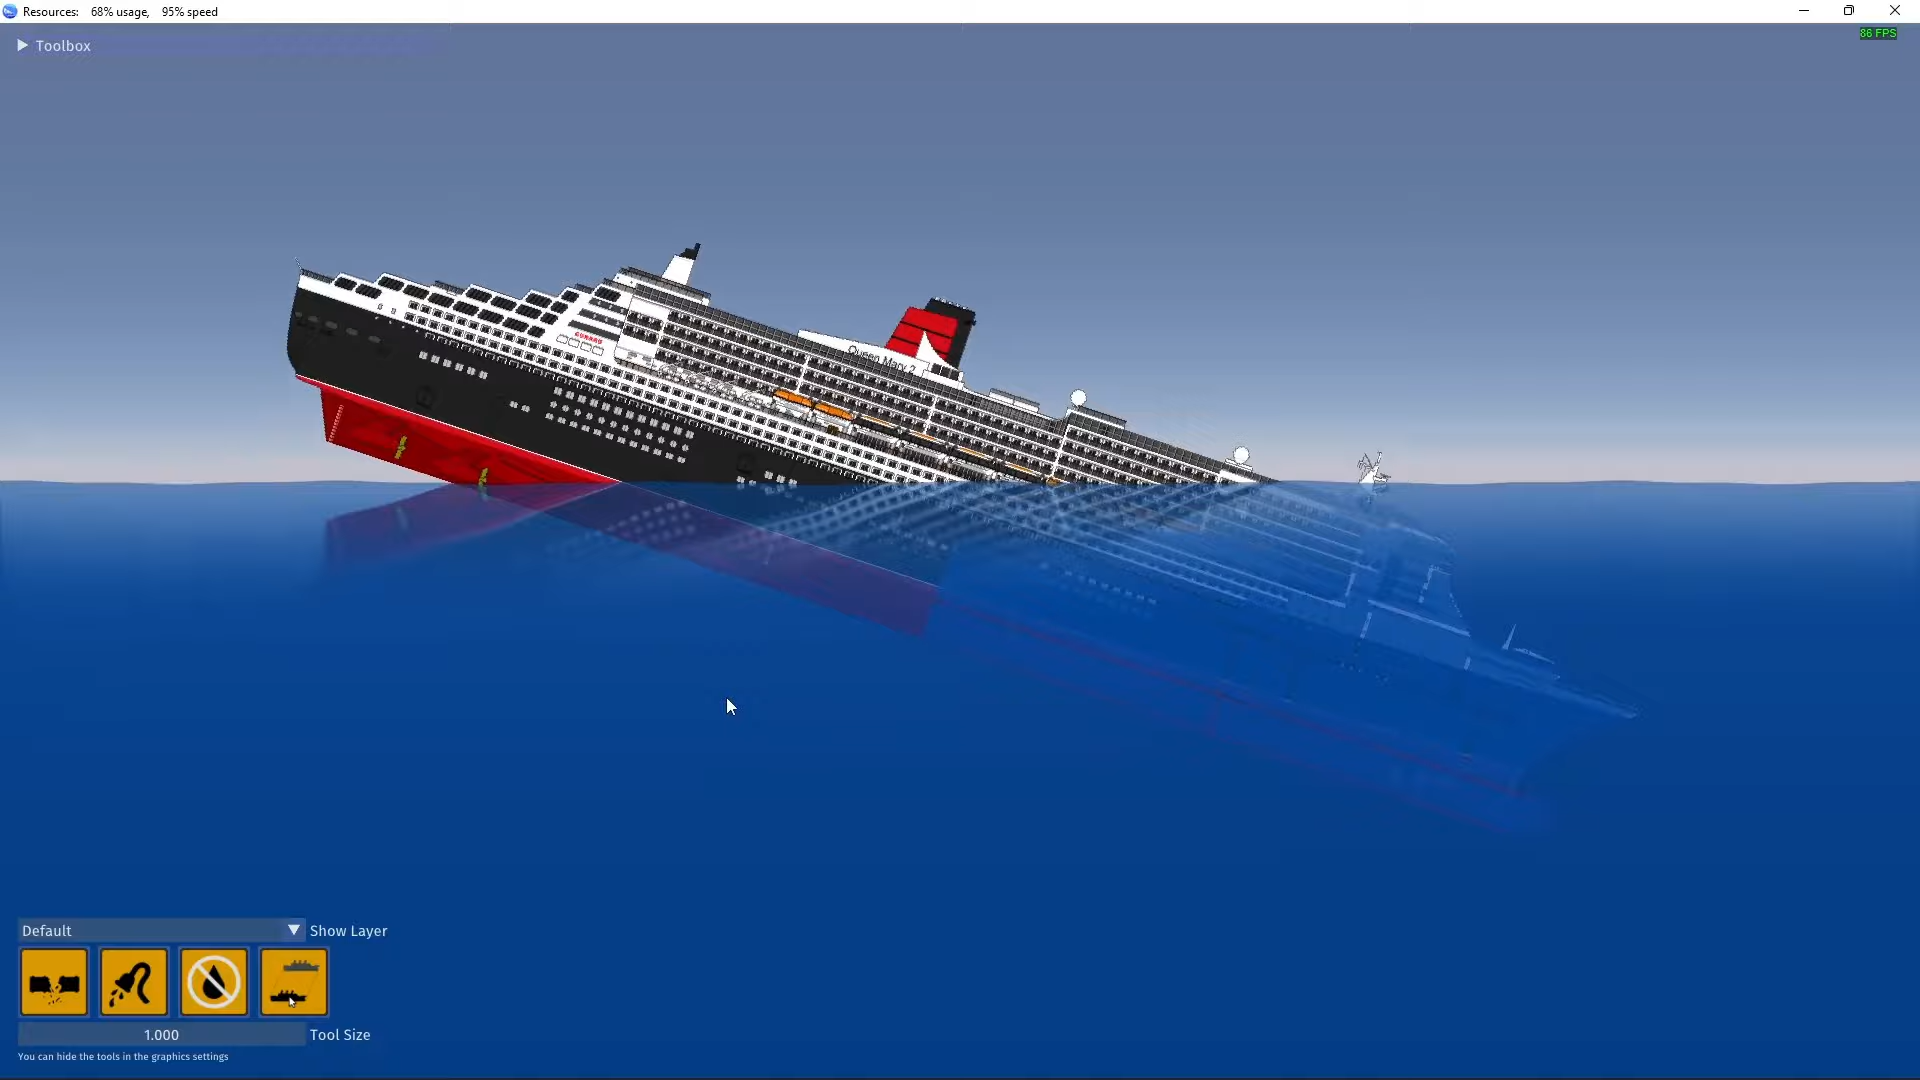 Resources: 68% usage, 95% speed
86 FPS
Toolbox
CUNARD
Queen Mary 2
Default
Show Layer
1.000
Tool Size
You can hide the tools in the graphics settings